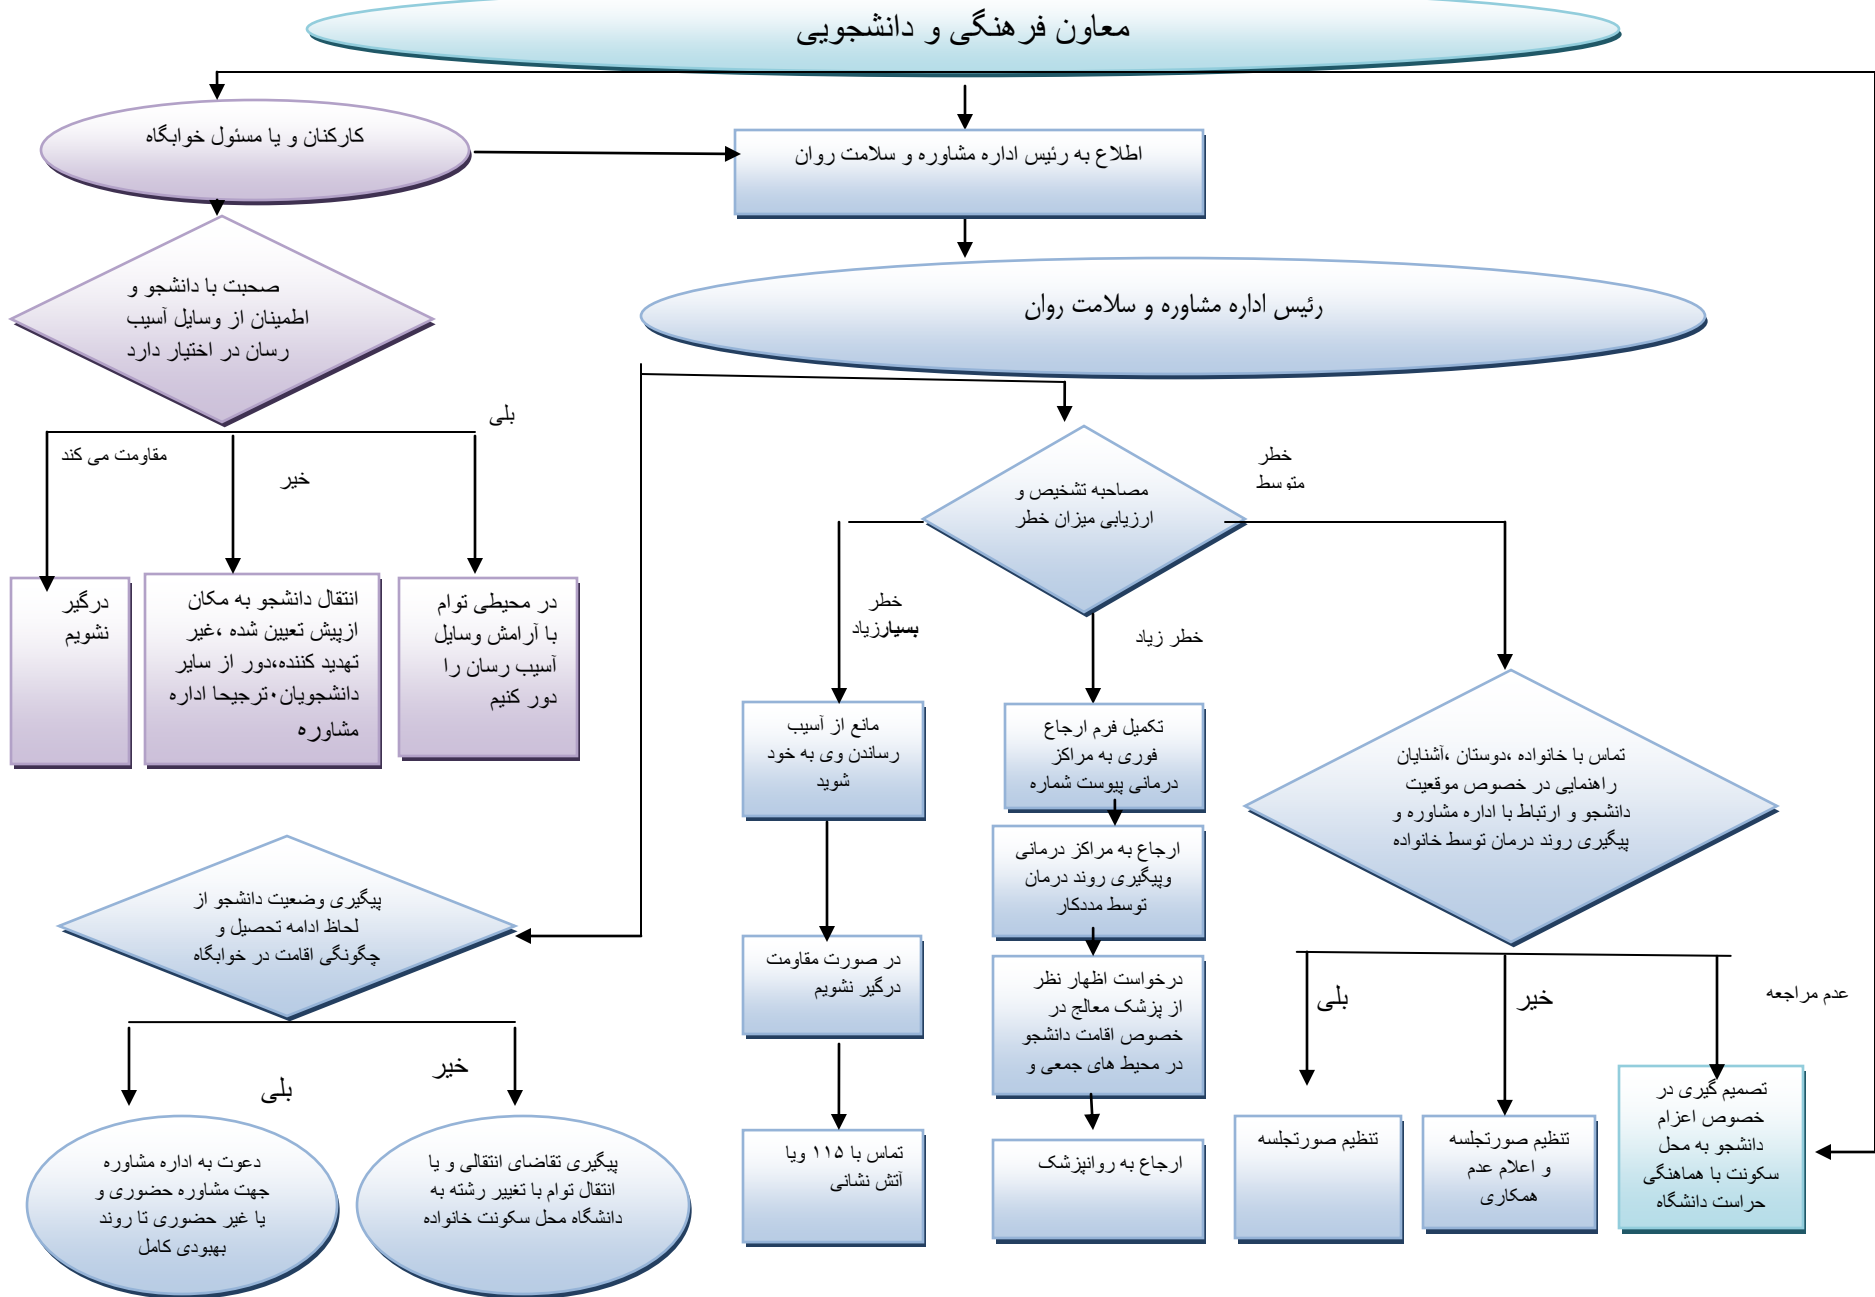 معاون فرهنگی و دانشجویی
کارکنان و یا مسئول خوابگاه
اطلاع به رئیس اداره مشاوره و سلامت روان
رئیس اداره مشاوره و سلامت روان
صحبت با دانشجو و
اطمینان از وسایل آسیب
رسان در اختیار دارد
بلی
خیر
مقاومت می کند
در محیطی توام
با آرامش وسایل
آسیب رسان را
دور کنیم
انتقال دانشجو به مکان
ازپیش تعیین شده ،غیر
تهدید کننده،دور از سایر
دانشجویان۰ترجیحا اداره
مشاوره
درگیر
نشویم
مصاحبه تشخیص و
ارزیابی میزان خطر
خطر
متوسط
خطر زیاد
خطر
بسیارزیاد
تماس با خانواده ،دوستان ،آشنایان
راهنمایی در خصوص موقعیت
دانشجو و ارتباط با اداره مشاوره و
پیگیری روند درمان توسط خانواده
تکمیل فرم ارجاع
فوری به مراکز
درمانی پیوست شماره
ارجاع به مراکز درمانی
وپیگیری روند درمان
توسط مددکار
درخواست اظهار نظر
از پزشک معالج در
خصوص اقامت دانشجو
در محیط های جمعی و
ارجاع به روانپزشک
مانع از آسیب
رساندن وی به خود
شوید
در صورت مقاومت
درگیر نشویم
تماس با ۱۱۵ ویا
آتش نشانی
عدم مراجعه
خیر
بلی
تصمیم گیری در
خصوص اعزام
دانشجو به محل
سکونت با هماهنگی
حراست دانشگاه
تنظیم صورتجلسه
و اعلام عدم
همکاری
تنظیم صورتجلسه
پیگیری وضعیت دانشجو از
لحاظ ادامه تحصیل و
چگونگی اقامت در خوابگاه
خیر
بلی
پیگیری تقاضای انتقالی و یا
انتقال توام با تغییر رشته به
دانشگاه محل سکونت خانواده
دعوت به اداره مشاوره
جهت مشاوره حضوری و
یا غیر حضوری تا روند
بهبودی کامل